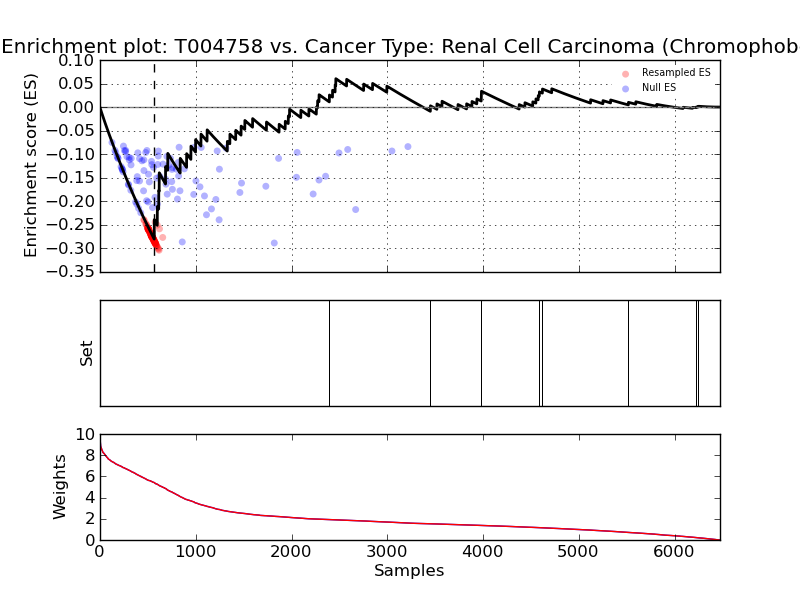 Enrichment plot: T004758 vs. Cancer Type: Renal Cell Carcinoma (Chromophob
0.10
0.05
0.00
−0.05
−0.10
−0.15
−0.20
−0.25
−0.30
−0.35
Enrichment score (ES)
Resampled ES
Null ES
Set
10
8
6
4
2
0
Weights
0 1000 2000 3000 4000 5000 6000
Samples